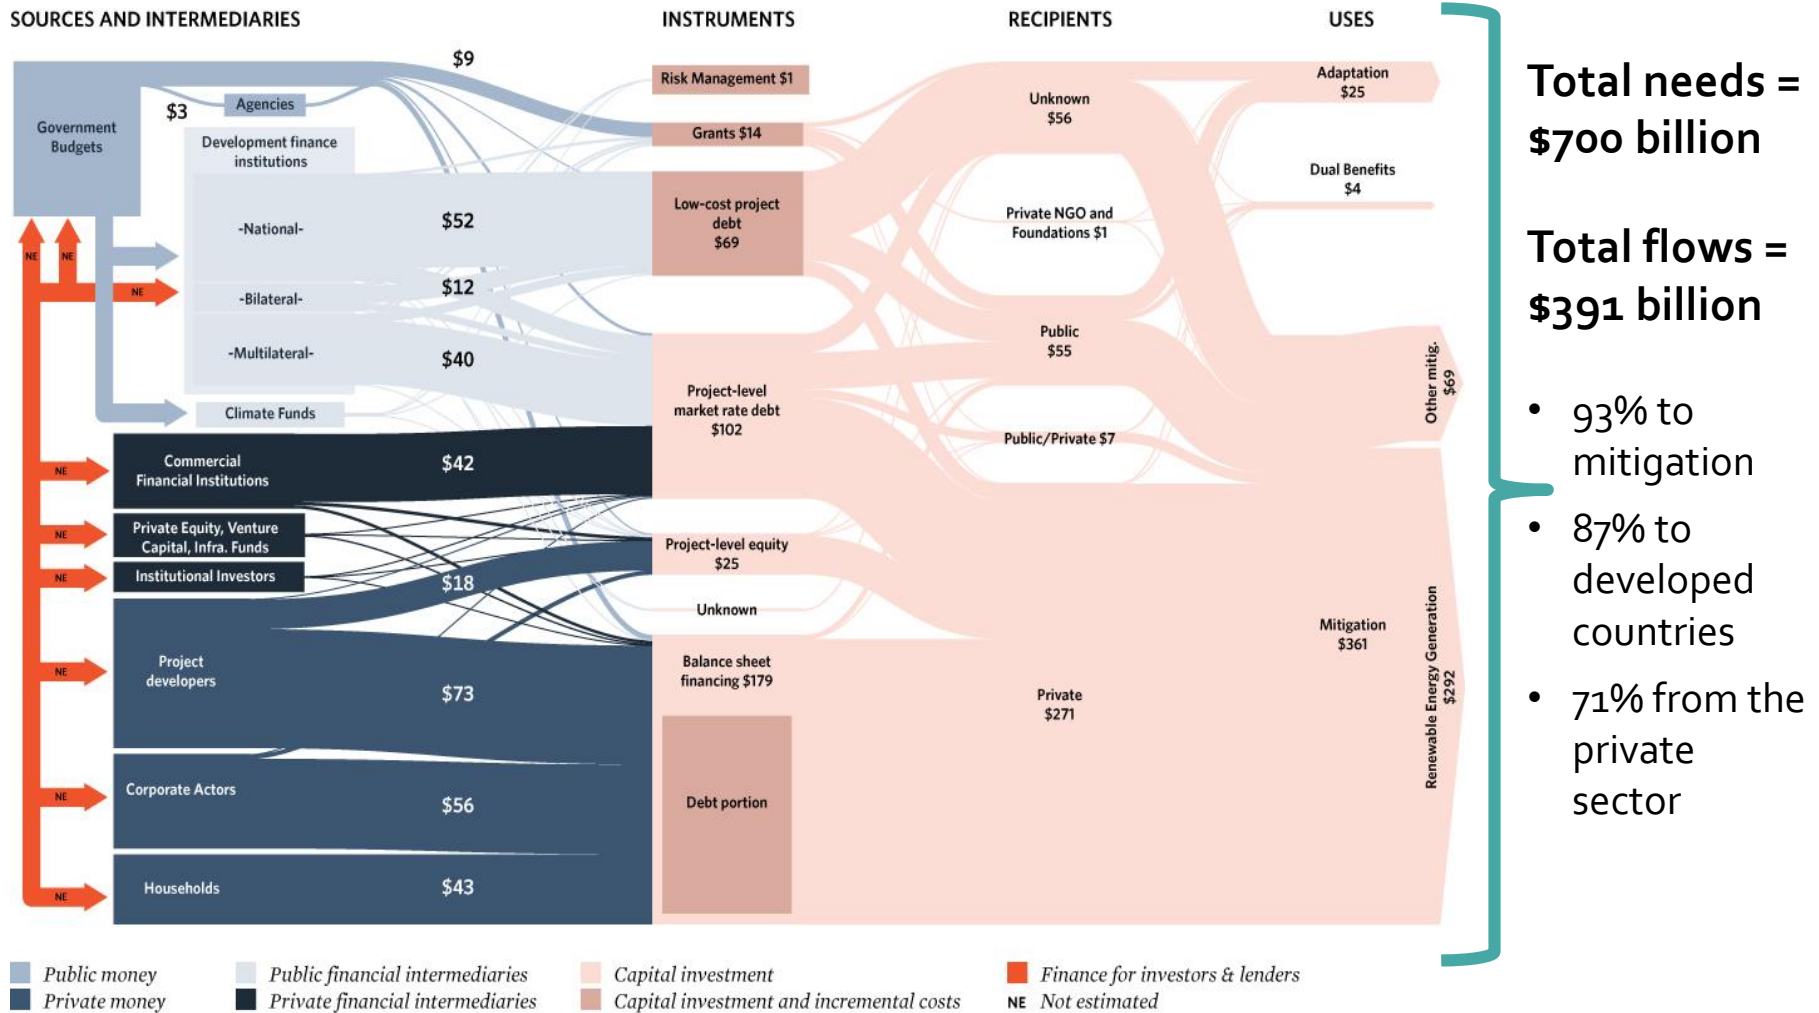 SOURCES AND INTERMEDIARIES
INSTRUMENTS
RECIPIENTS
USES
$9
$3
Agencies
Government
Budgets
Development finance
institutions
-National-
$52
-Bilateral-
$12
-Multilateral-
$40
Climate Funds
NE
NE
NE
NE
Commercial
Financial Institutions
$42
NE
Private Equity, Venture
Capital, Infra. Funds
NE
Institutional Investors
$18
NE
Project
developers
$73
NE
Corporate Actors
$56
NE
Households
$43
Risk Management $1
Grants $14
Low-cost project
debt
$69
Project-level
market rate debt
$102
Project-level equity
$25
Unknown
Balance sheet
financing $179
Debt portion
Unknown
$56
Private NGO and
Foundations $1
Public
$55
Public/Private $7
Private
$271
Adaptation
$25
Dual Benefits
$4
Other mitig.
$69
Mitigation
$361
Renewable Energy Generation
$292
Total needs =
$700 billion
Total flows =
$391 billion
• 93% to
mitigation
• 87% to
developed
countries
• 71% from the
private
sector
Public money
Private money
Public financial intermediaries
Private financial intermediaries
Capital investment
Capital investment and incremental costs
Finance for investors & lenders
NE Not estimated